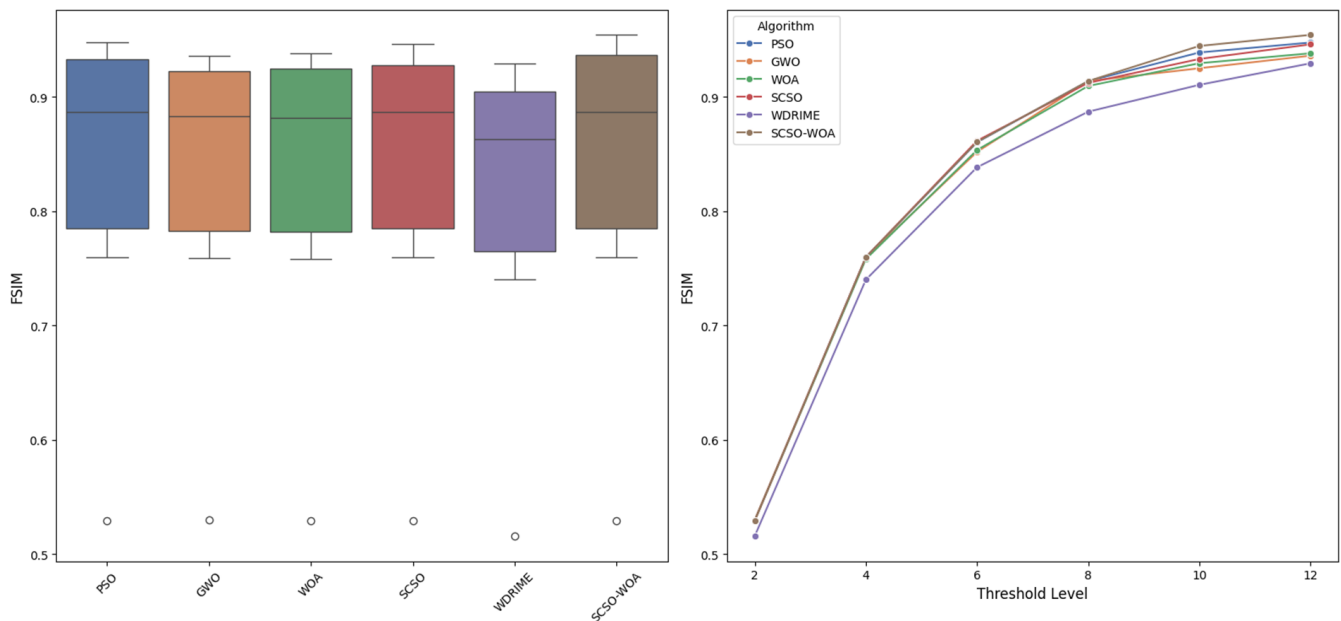 FSIM
0.9
0.8
0.7
0.6
0.5
PSO
GWO
WOA
SCSO
WDRIME
SCSO-WOA
FSIM
0.9
0.8
0.7
0.6
0.5
Algorithm
PSO
GWO
WOA
SCSO
WDRIME
SCSO-WOA
2
4
6
8
10
12
Threshold Level